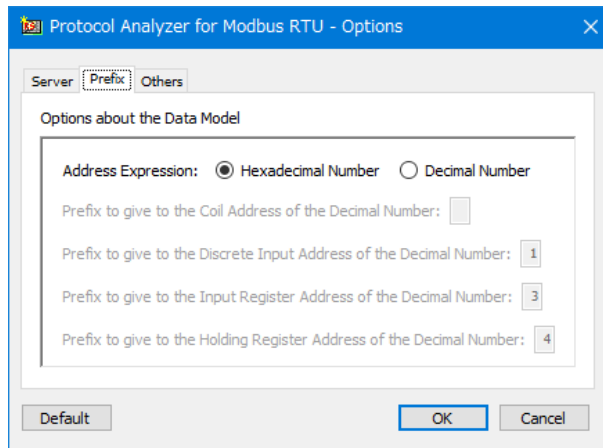 Protocol Analyzer for Modbus RTU - Options
Server Prefix Others
Options about the Data Model
Address Expression: Hexadecimal Number Decimal Number
Prefix to give to the Coil Address of the Decimal Number:
Prefix to give to the Discrete Input Address of the Decimal Number: 1
Prefix to give to the Input Register Address of the Decimal Number: 3
Prefix to give to the Holding Register Address of the Decimal Number: 4
Default OK Cancel